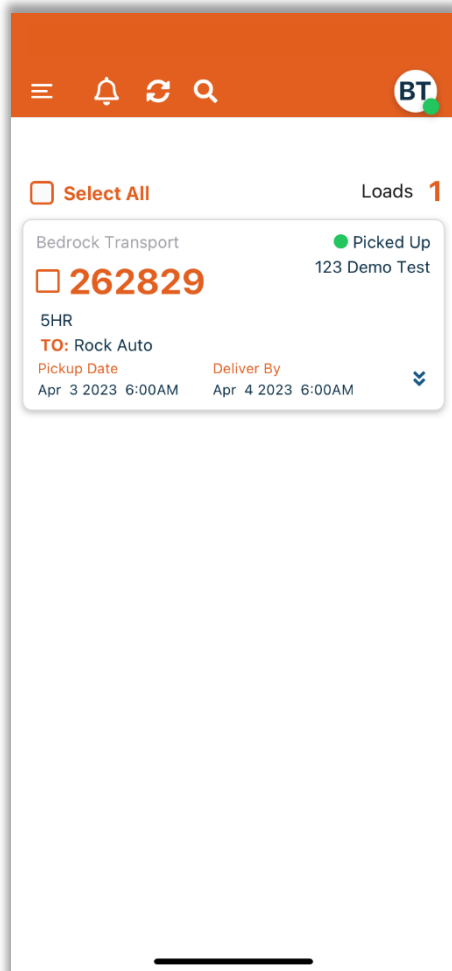 BT
Select All
Loads 1
Bedrock Transport
Picked Up
262829
123 Demo Test
5HR
TO: Rock Auto
Pickup Date
Deliver By
Apr 3 2023 6:00AM
Apr 4 2023 6:00AM